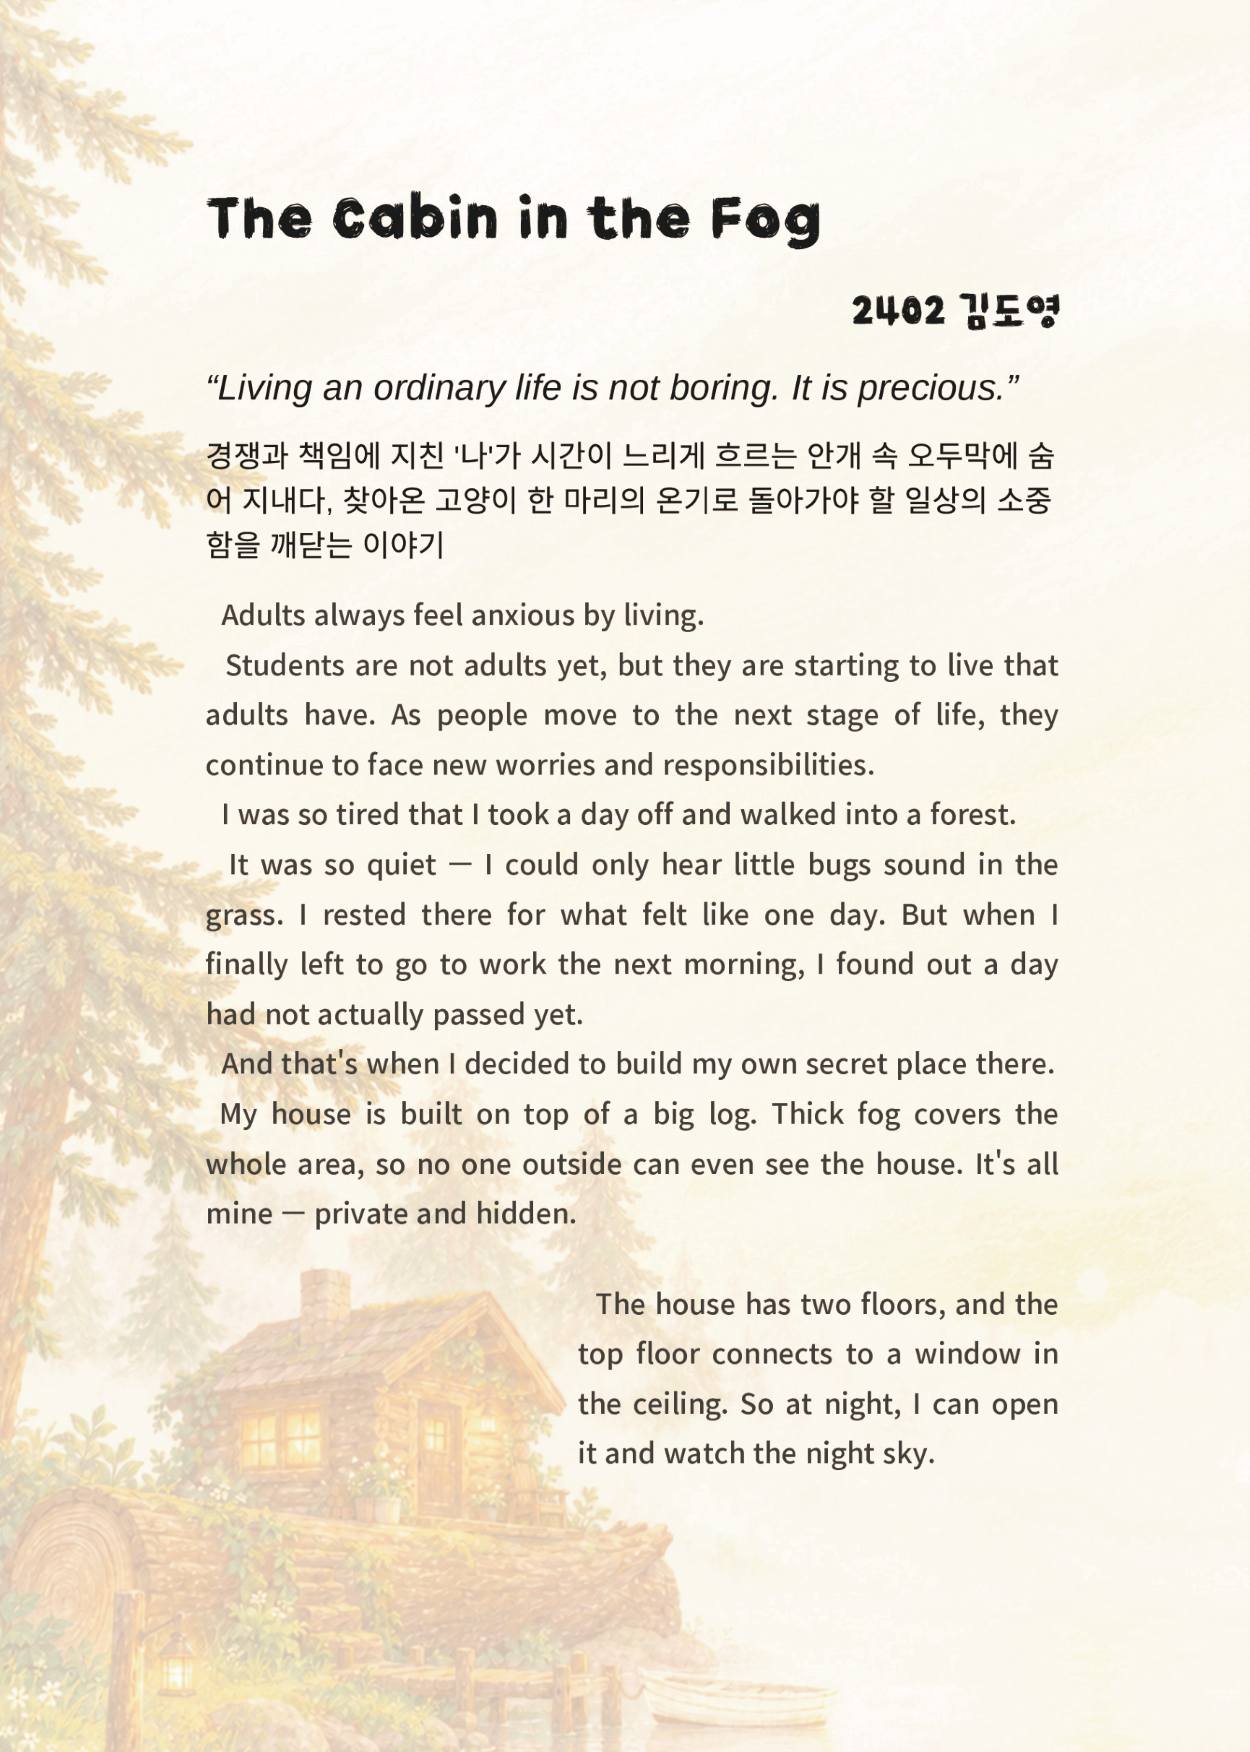 The Cabin in the Fog
2402 김도영
“Living an ordinary life is not boring. It is precious.”
경쟁과 책임에 지친 '나'가 시간이 느리게 흐르는 안개 속 오두막에 숨
어 지내다, 찾아온 고양이 한 마리의 온기로 돌아가야 할 일상의 소중
함을 깨닫는 이야기
Adults always feel anxious by living.
Students are not adults yet, but they are starting to live that
adults have. As people move to the next stage of life, they
continue to face new worries and responsibilities.
I was so tired that I took a day off and walked into a forest.
It was so quiet — I could only hear little bugs sound in the
grass. I rested there for what felt like one day. But when I
finally left to go to work the next morning, I found out a day
had not actually passed yet.
And that's when I decided to build my own secret place there.
My house is built on top of a big log. Thick fog covers the
whole area, so no one outside can even see the house. It's all
mine — private and hidden.
The house has two floors, and the
top floor connects to a window in
the ceiling. So at night, I can open
it and watch the night sky.